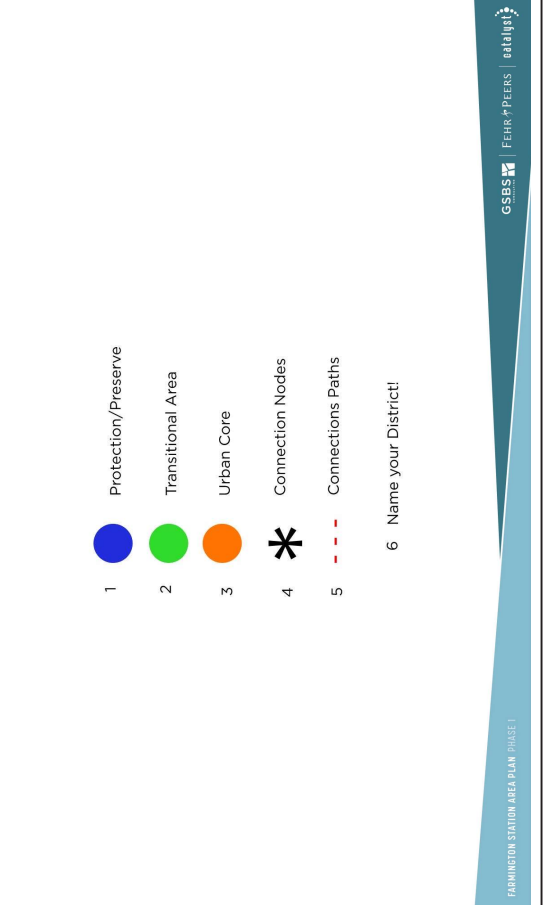 1 Protection/Preserve
2 Transitional Area
3 Urban Core
4 * Connection Nodes
5 --- Connections Paths
6 Name your District!
FARMINGTON STATION AREA PLAN PHASE 1
GSBS | FEHR PEERS | catalyst